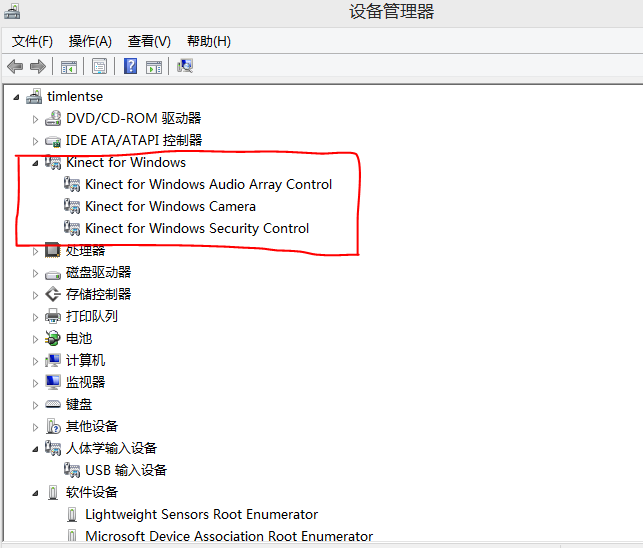 设备管理器
文件(F) 操作(A) 查看(V) 帮助(H)
timlentse
DVD/CD-ROM 驱动器
IDE ATA/ATAPI 控制器
Kinect for Windows
Kinect for Windows Audio Array Control
Kinect for Windows Camera
Kinect for Windows Security Control
处理器
磁盘驱动器
存储控制器
打印队列
电池
计算机
监视器
键盘
其他设备
人体学输入设备
USB 输入设备
软件设备
Lightweight Sensors Root Enumerator
Microsoft Device Association Root Enumerator